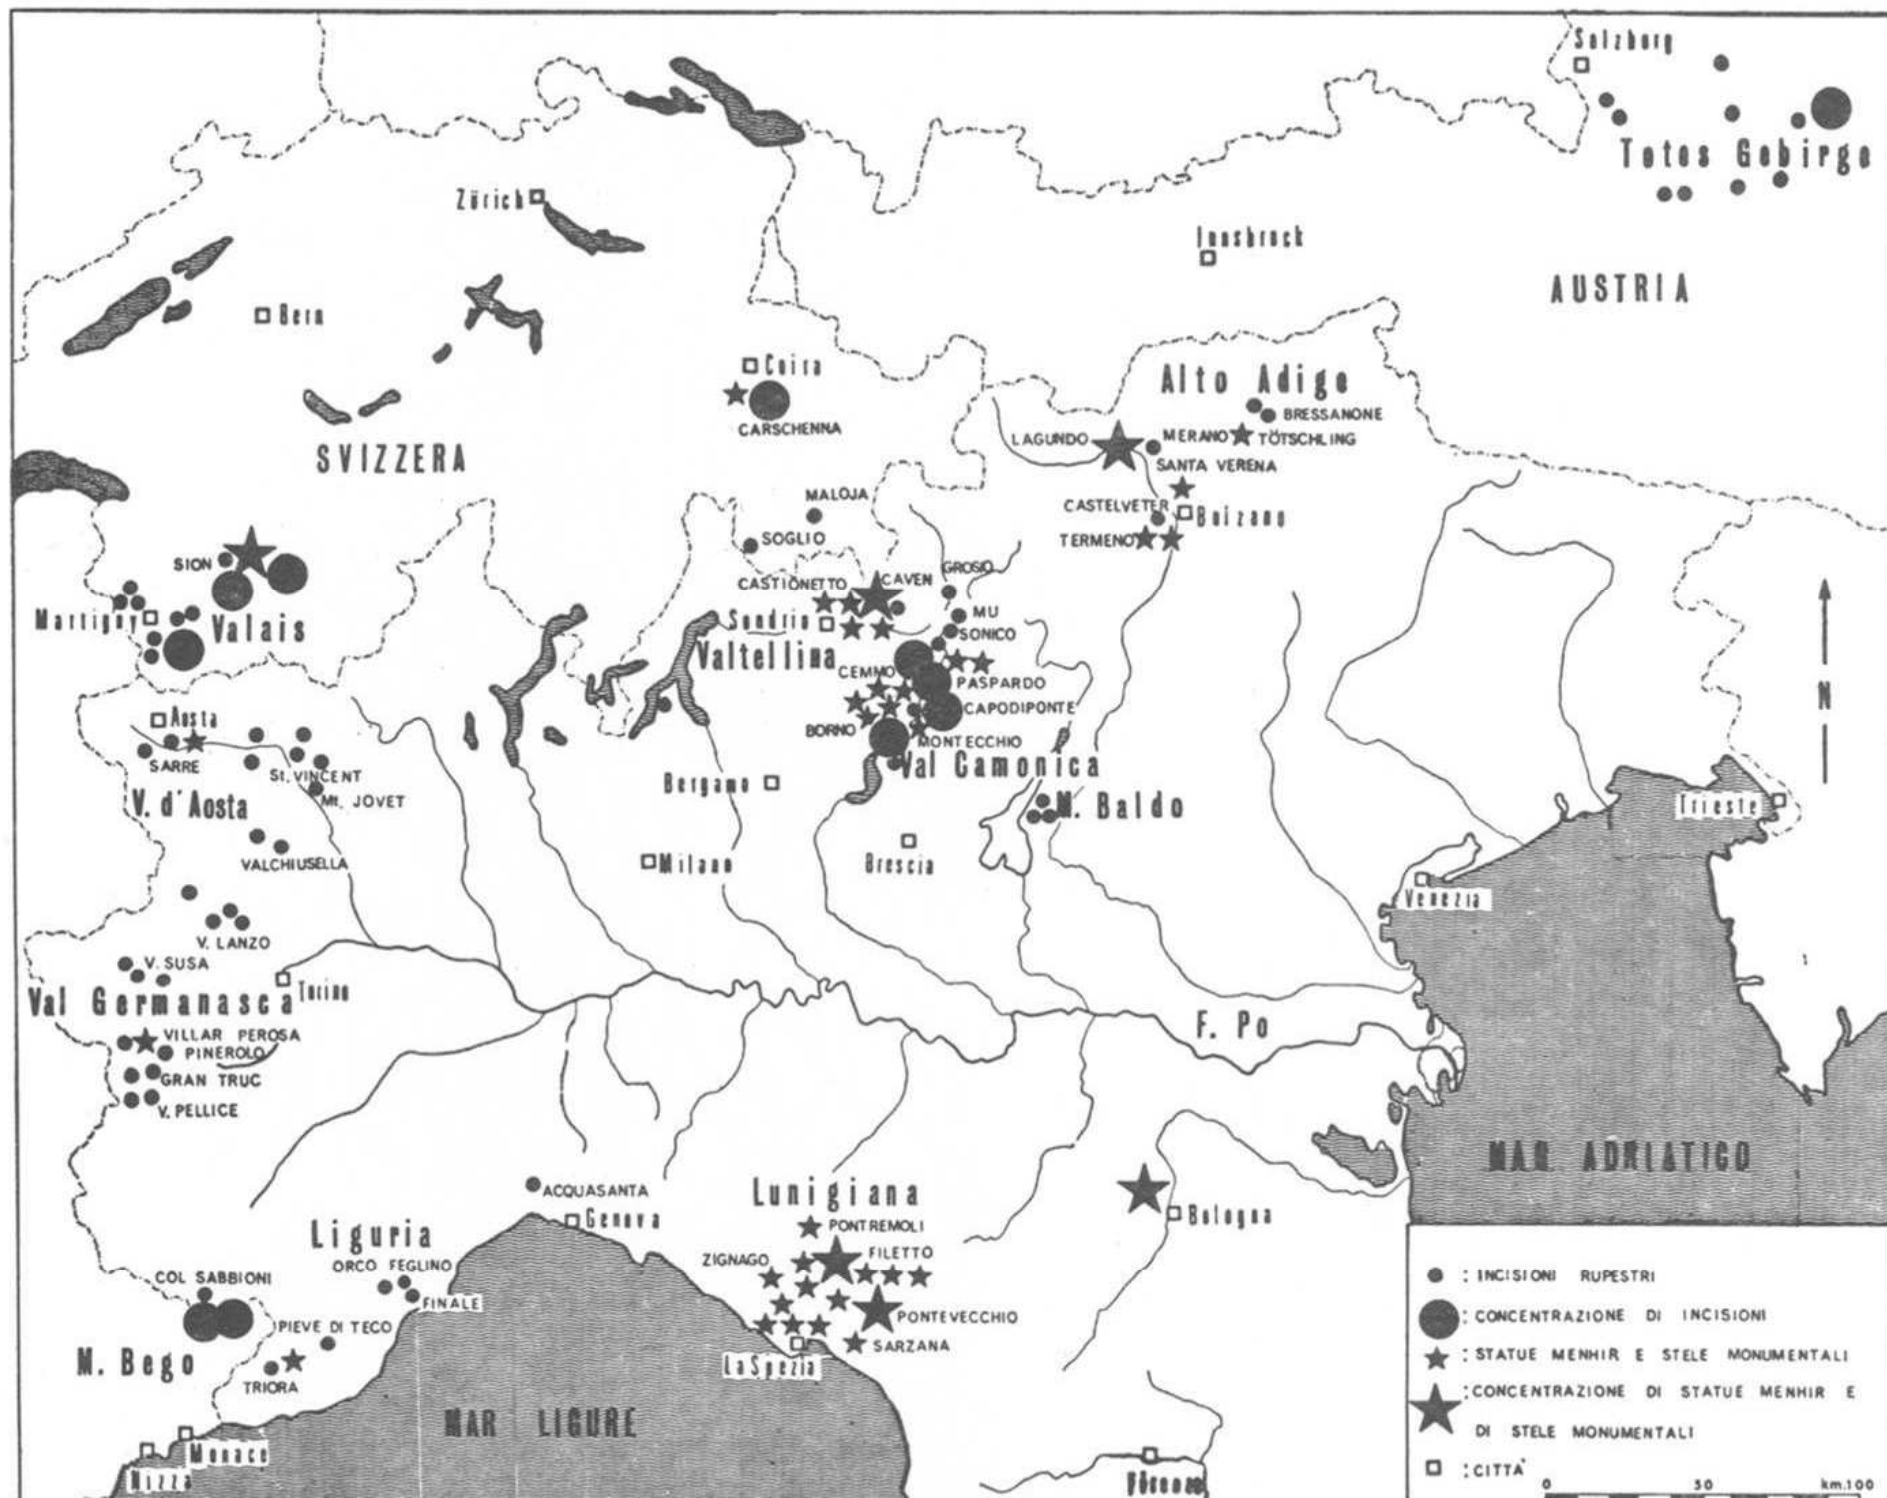 Salzburg
Totes Gebirge
Zürich
Innsbruck
AUSTRIA
Bern
Coira
CARSCHENNA
Alto Adige
BRESSANONE
LAGUNDO
MERANO
TÖTSCHLING
SANTA VERENA
SVIZZERA
MALOJA
SOGLIO
CASTELVETER
Bolzano
TERMENO
SION
Martigny
Valais
CASTIONETTO
CAVEN
GROSIO
Sondrio
MU
SONICO
Valtellina
CEMMO
PASPARDO
CAPODIPONTE
BORNO
MONTECCHIO
Val Camonica
Aosta
SARRE
St. VINCENT
Mt. JOVET
V. d'Aosta
VALCHIUSELLA
Bergamo
Milano
Brescia
M. Baldo
Trieste
Venezia
N
V. LANZO
V. SUSA
Val Germanasca
Torino
VILLAR PEROSA
PINEROLO
GRAN TRUC
V. PELLICE
F. Po
MAR ADRIATICO
ACQUASANTA
Genova
Lunigiana
PONTREMOLI
ZIGNAGO
FILETTO
PONTEVECCHIO
SARZANA
La Spezia
Bologna
Liguria
ORCO FEGLINO
FINALE
COL SABBIONI
PIEVE DI TECO
M. Bego
TRIORA
MAR LIGURE
Monaco
Nizza
Firenze
: INCISIONI RUPESTRI
: CONCENTRAZIONE DI INCISIONI
: STATUE MENHIR E STELE MONUMENTALI
: CONCENTRAZIONE DI STATUE MENHIR E
DI STELE MONUMENTALI
: CITTÀ
0 50 km.100